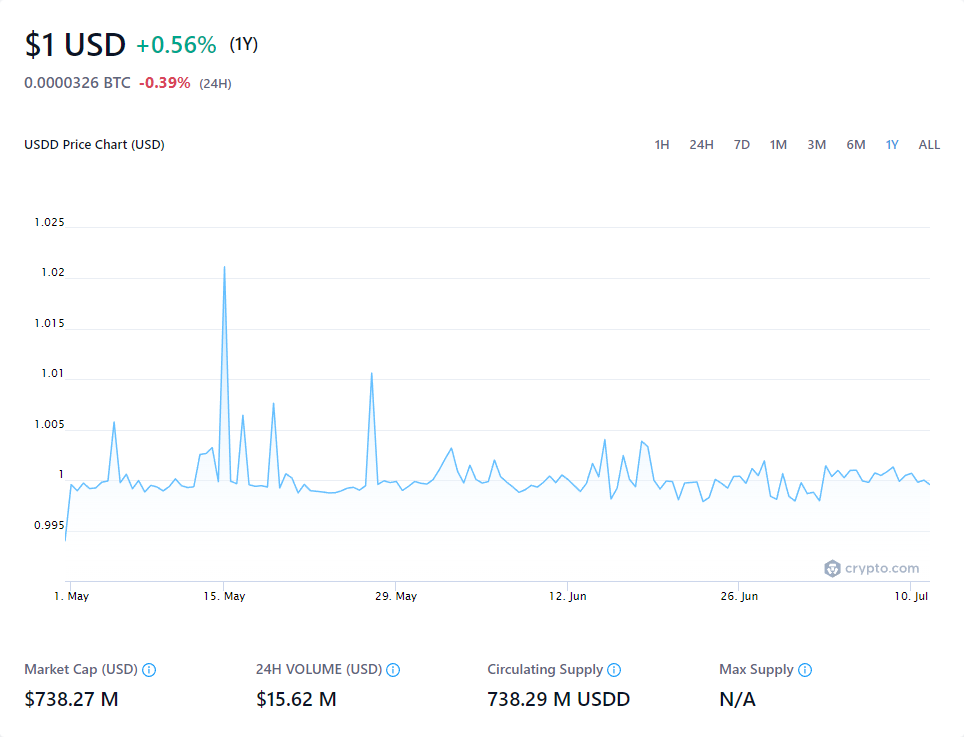 $1 USD +0.56% (1Y)
0.0000326 BTC -0.39% (24H)
USDD Price Chart (USD) 1H 24H 7D 1M 3M 6M 1Y ALL
1.025
1.02
1.015
1.01
1.005
1
0.995
crypto.com
1. May 15. May 29. May 12. Jun 26. Jun 10. Jul
Market Cap (USD) 24H VOLUME (USD) Circulating Supply Max Supply
$738.27 M $15.62 M 738.29 M USDD N/A